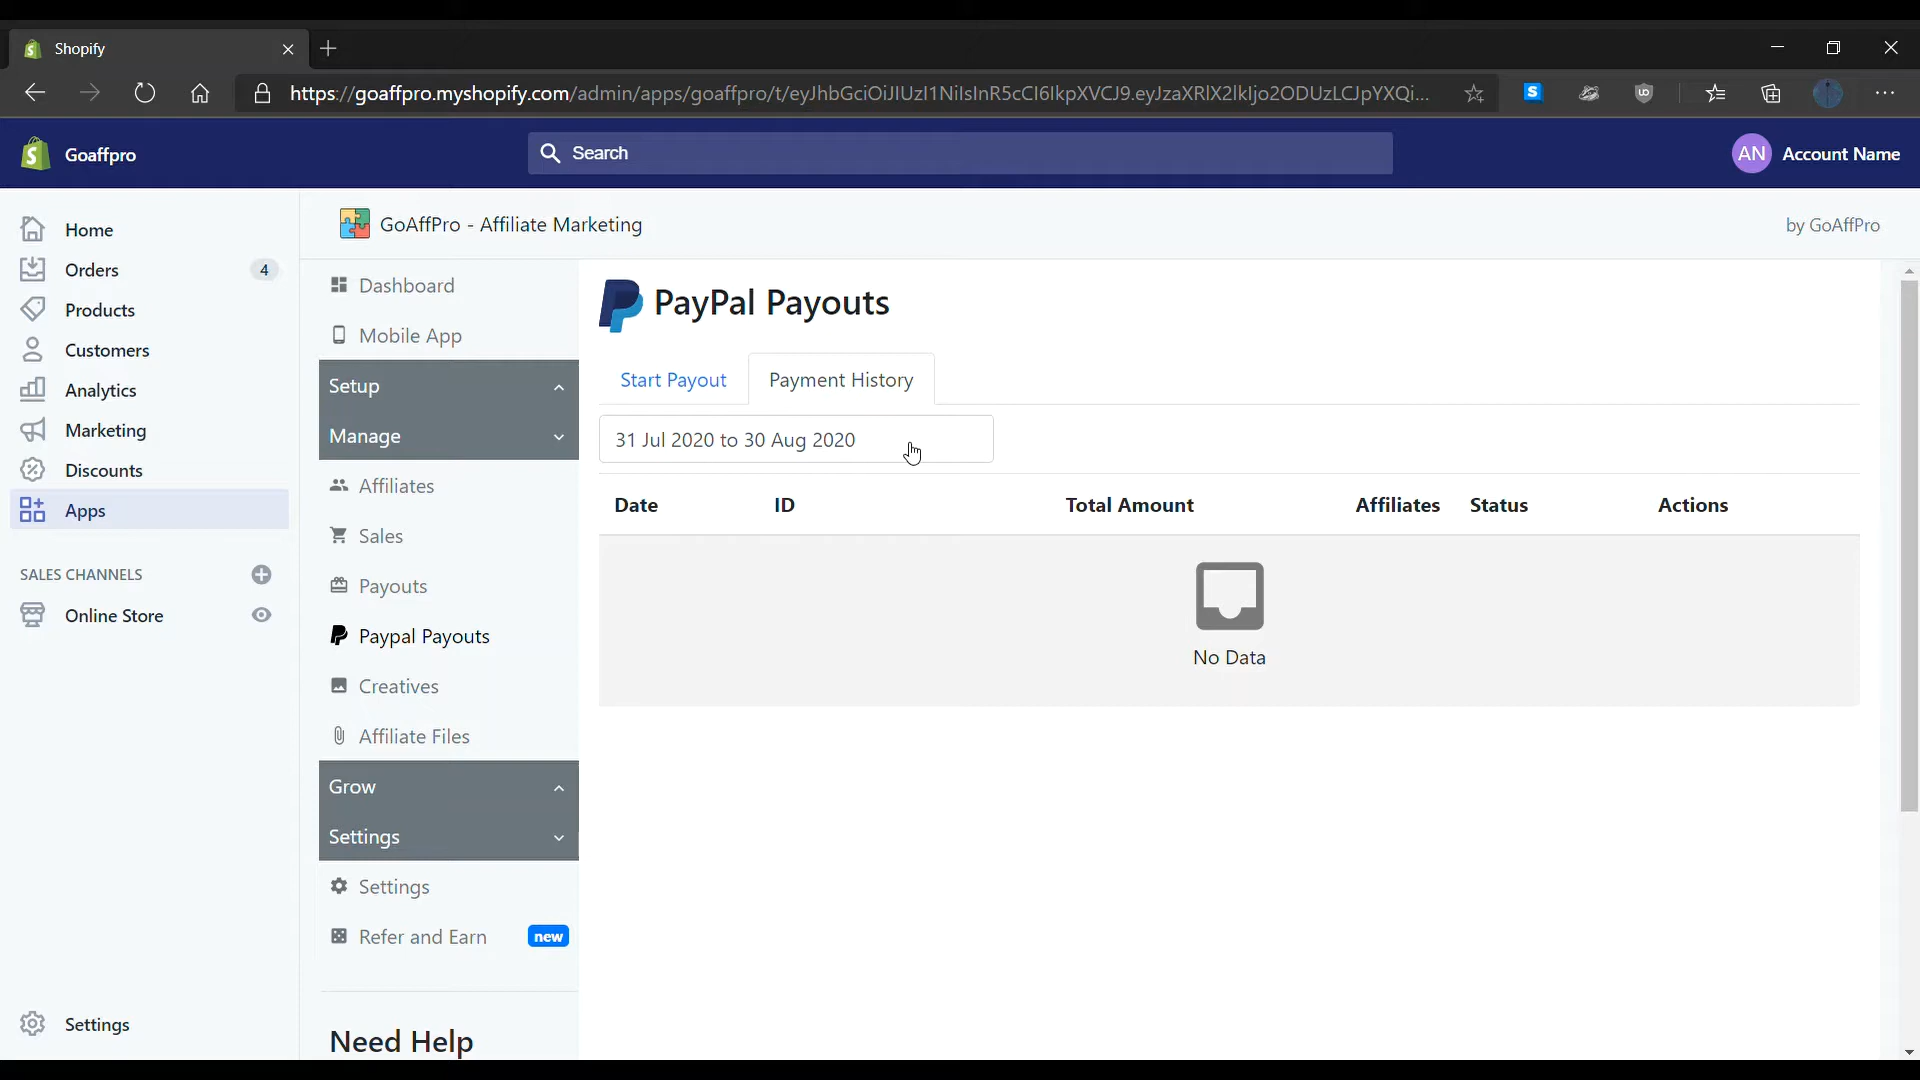 Shopify
https://goaffpro.myshopify.com/admin/apps/goaffpro/t/eyJhbGciOiJIUzI1NiIsInR5cCI6IkpXVCJ9.eyJzaXRlX2lkIjo2ODUzLCJpYXQi...
S
Goaffpro
Search
AN Account Name
Home
Orders 4
Products
Customers
Analytics
Marketing
Discounts
Apps
SALES CHANNELS
Online Store
Settings
GoAffPro - Affiliate Marketing
by GoAffPro
Dashboard
Mobile App
Setup
Manage
Affiliates
Sales
Payouts
Paypal Payouts
Creatives
Affiliate Files
Grow
Settings
Settings
Refer and Earn new
Need Help
PayPal Payouts
Start Payout Payment History
31 Jul 2020 to 30 Aug 2020
Date ID Total Amount Affiliates Status Actions
No Data